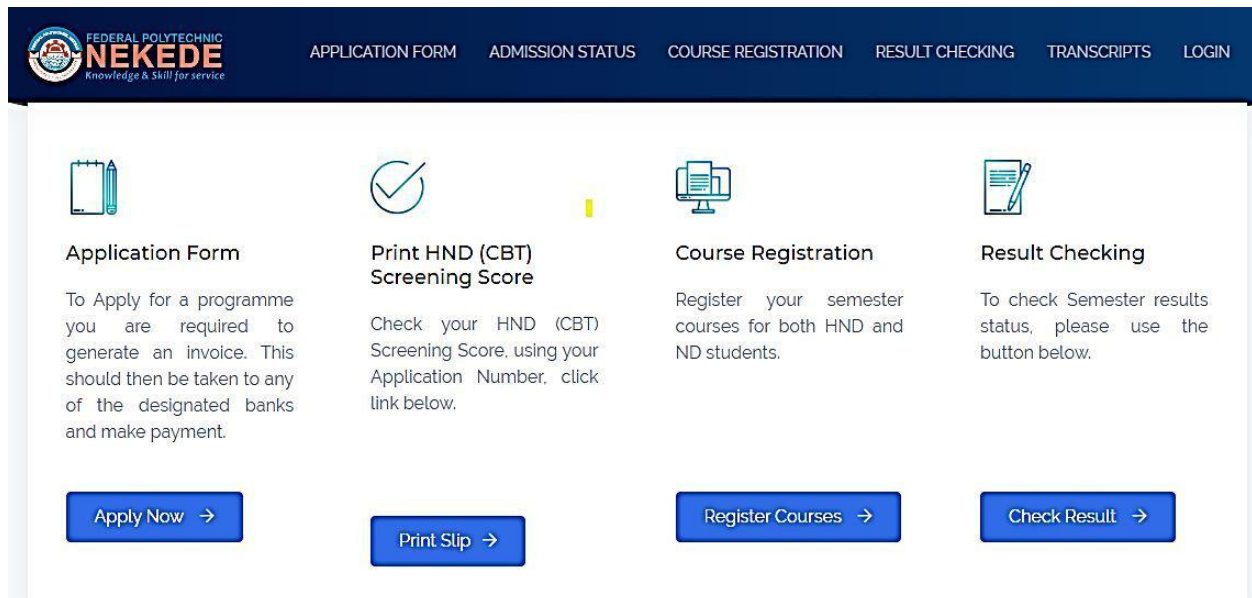 FEDERAL POLYTECHNIC
NEKEDE
Knowledge & Skill for service
APPLICATION FORM ADMISSION STATUS COURSE REGISTRATION RESULT CHECKING TRANSCRIPTS LOGIN
Application Form
To Apply for a programme
you are required to
generate an invoice. This
should then be taken to any
of the designated banks
and make payment.
Apply Now →
Print HND (CBT)
Screening Score
Check your HND (CBT)
Screening Score, using your
Application Number, click
link below.
Print Slip →
Course Registration
Register your semester
courses for both HND and
ND students.
Register Courses →
Result Checking
To check Semester results
status, please use the
button below.
Check Result →